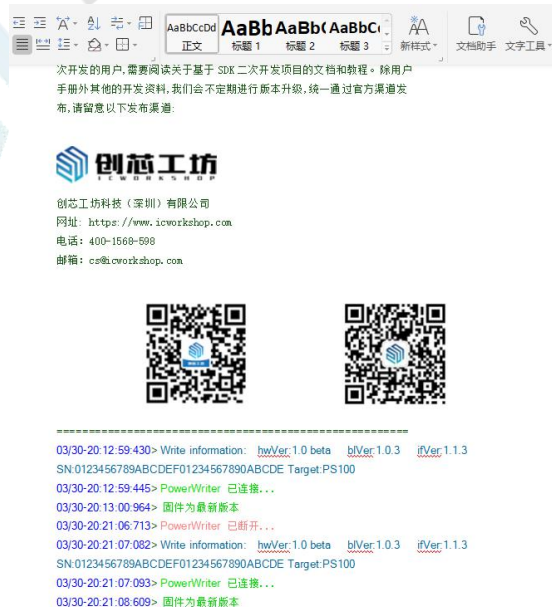 AaBbCcDd AaBb AaBb( AaBbC(
正文 标题 1 标题 2 标题 3 新样式 文档助手 文字工具
次开发的用户,需要阅读关于基于 SDK 二次开发项目的文档和教程。除用户
手册外其他的开发资料,我们会不定期进行版本升级,统一通过官方渠道发
布,请留意以下发布渠道:
创芯工坊
ICWORKSHOP
创芯工坊科技（深圳）有限公司
网址: https://www.icworkshop.com
电话: 400-1568-598
邮箱: cs@icworkshop.com
创芯工坊
=======================================================
03/30-20:12:59:430> Write information: hwVer:1.0 beta blVer:1.0.3 ifVer:1.1.3
SN:0123456789ABCDEF01234567890ABCDE Target:PS100
03/30-20:12:59:445> PowerWriter 已连接...
03/30-20:13:00:964> 固件为最新版本
03/30-20:21:06:713> PowerWriter 已断开...
03/30-20:21:07:082> Write information: hwVer:1.0 beta blVer:1.0.3 ifVer:1.1.3
SN:0123456789ABCDEF01234567890ABCDE Target:PS100
03/30-20:21:07:093> PowerWriter 已连接...
03/30-20:21:08:609> 固件为最新版本